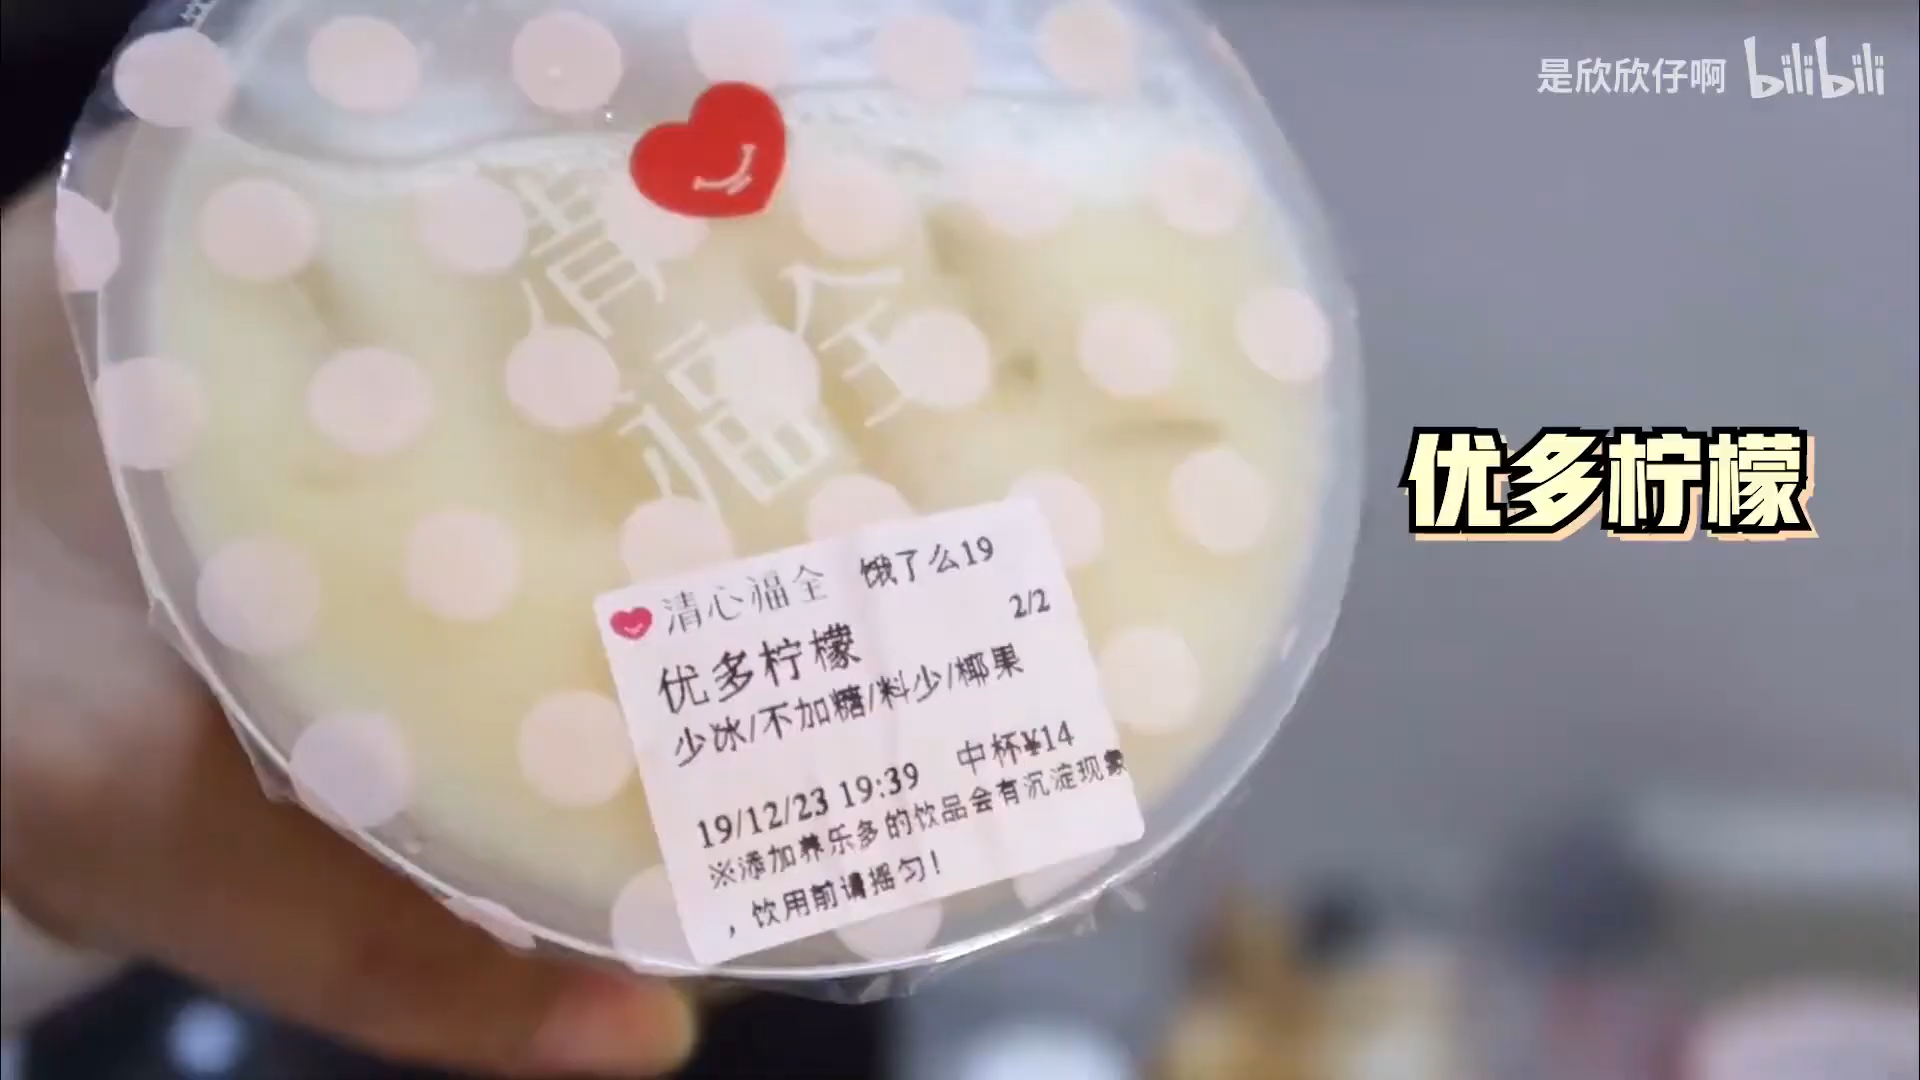 是欣欣仔啊 bilibili
清 福 全
优多柠檬
清心福全 饿了么19
2/2
优多柠檬
少冰/不加糖/料少/椰果
中杯¥14
19/12/23 19:39
※添加养乐多的饮品会有沉淀现象
，饮用前请摇匀！